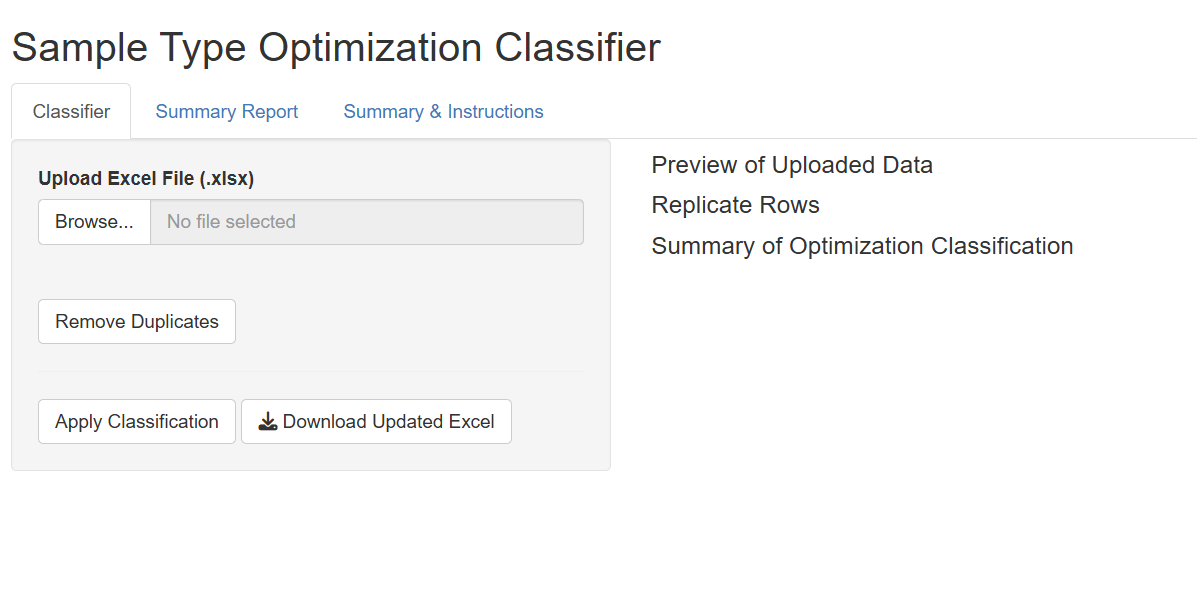 Sample Type Optimization Classifier
Classifier
Summary Report
Summary & Instructions
Upload Excel File (.xlsx)
Browse...
No file selected
Remove Duplicates
Apply Classification
Download Updated Excel
Preview of Uploaded Data
Replicate Rows
Summary of Optimization Classification